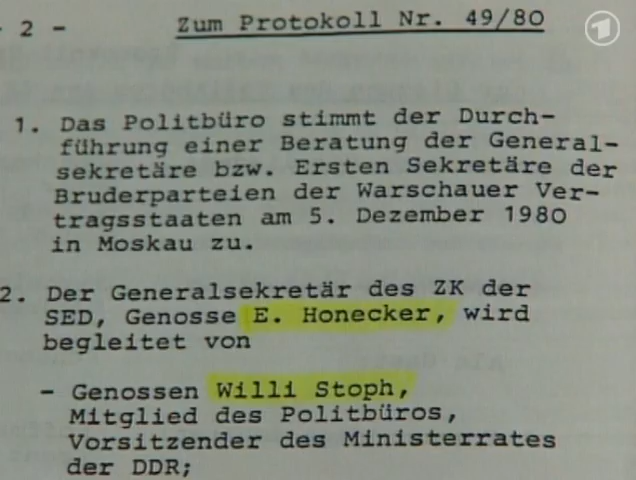 - 2 -
Zum Protokoll Nr. 49/80
1. Das Politbüro stimmt der Durch-
führung einer Beratung der General-
sekretäre bzw. Ersten Sekretäre der
Bruderparteien der Warschauer Ver-
tragsstaaten am 5. Dezember 1980
in Moskau zu.
2. Der Generalsekretär des ZK der
SED, Genosse E. Honecker, wird
begleitet von
- Genossen Willi Stoph,
Mitglied des Politbüros,
Vorsitzender des Ministerrates
der DDR;
1